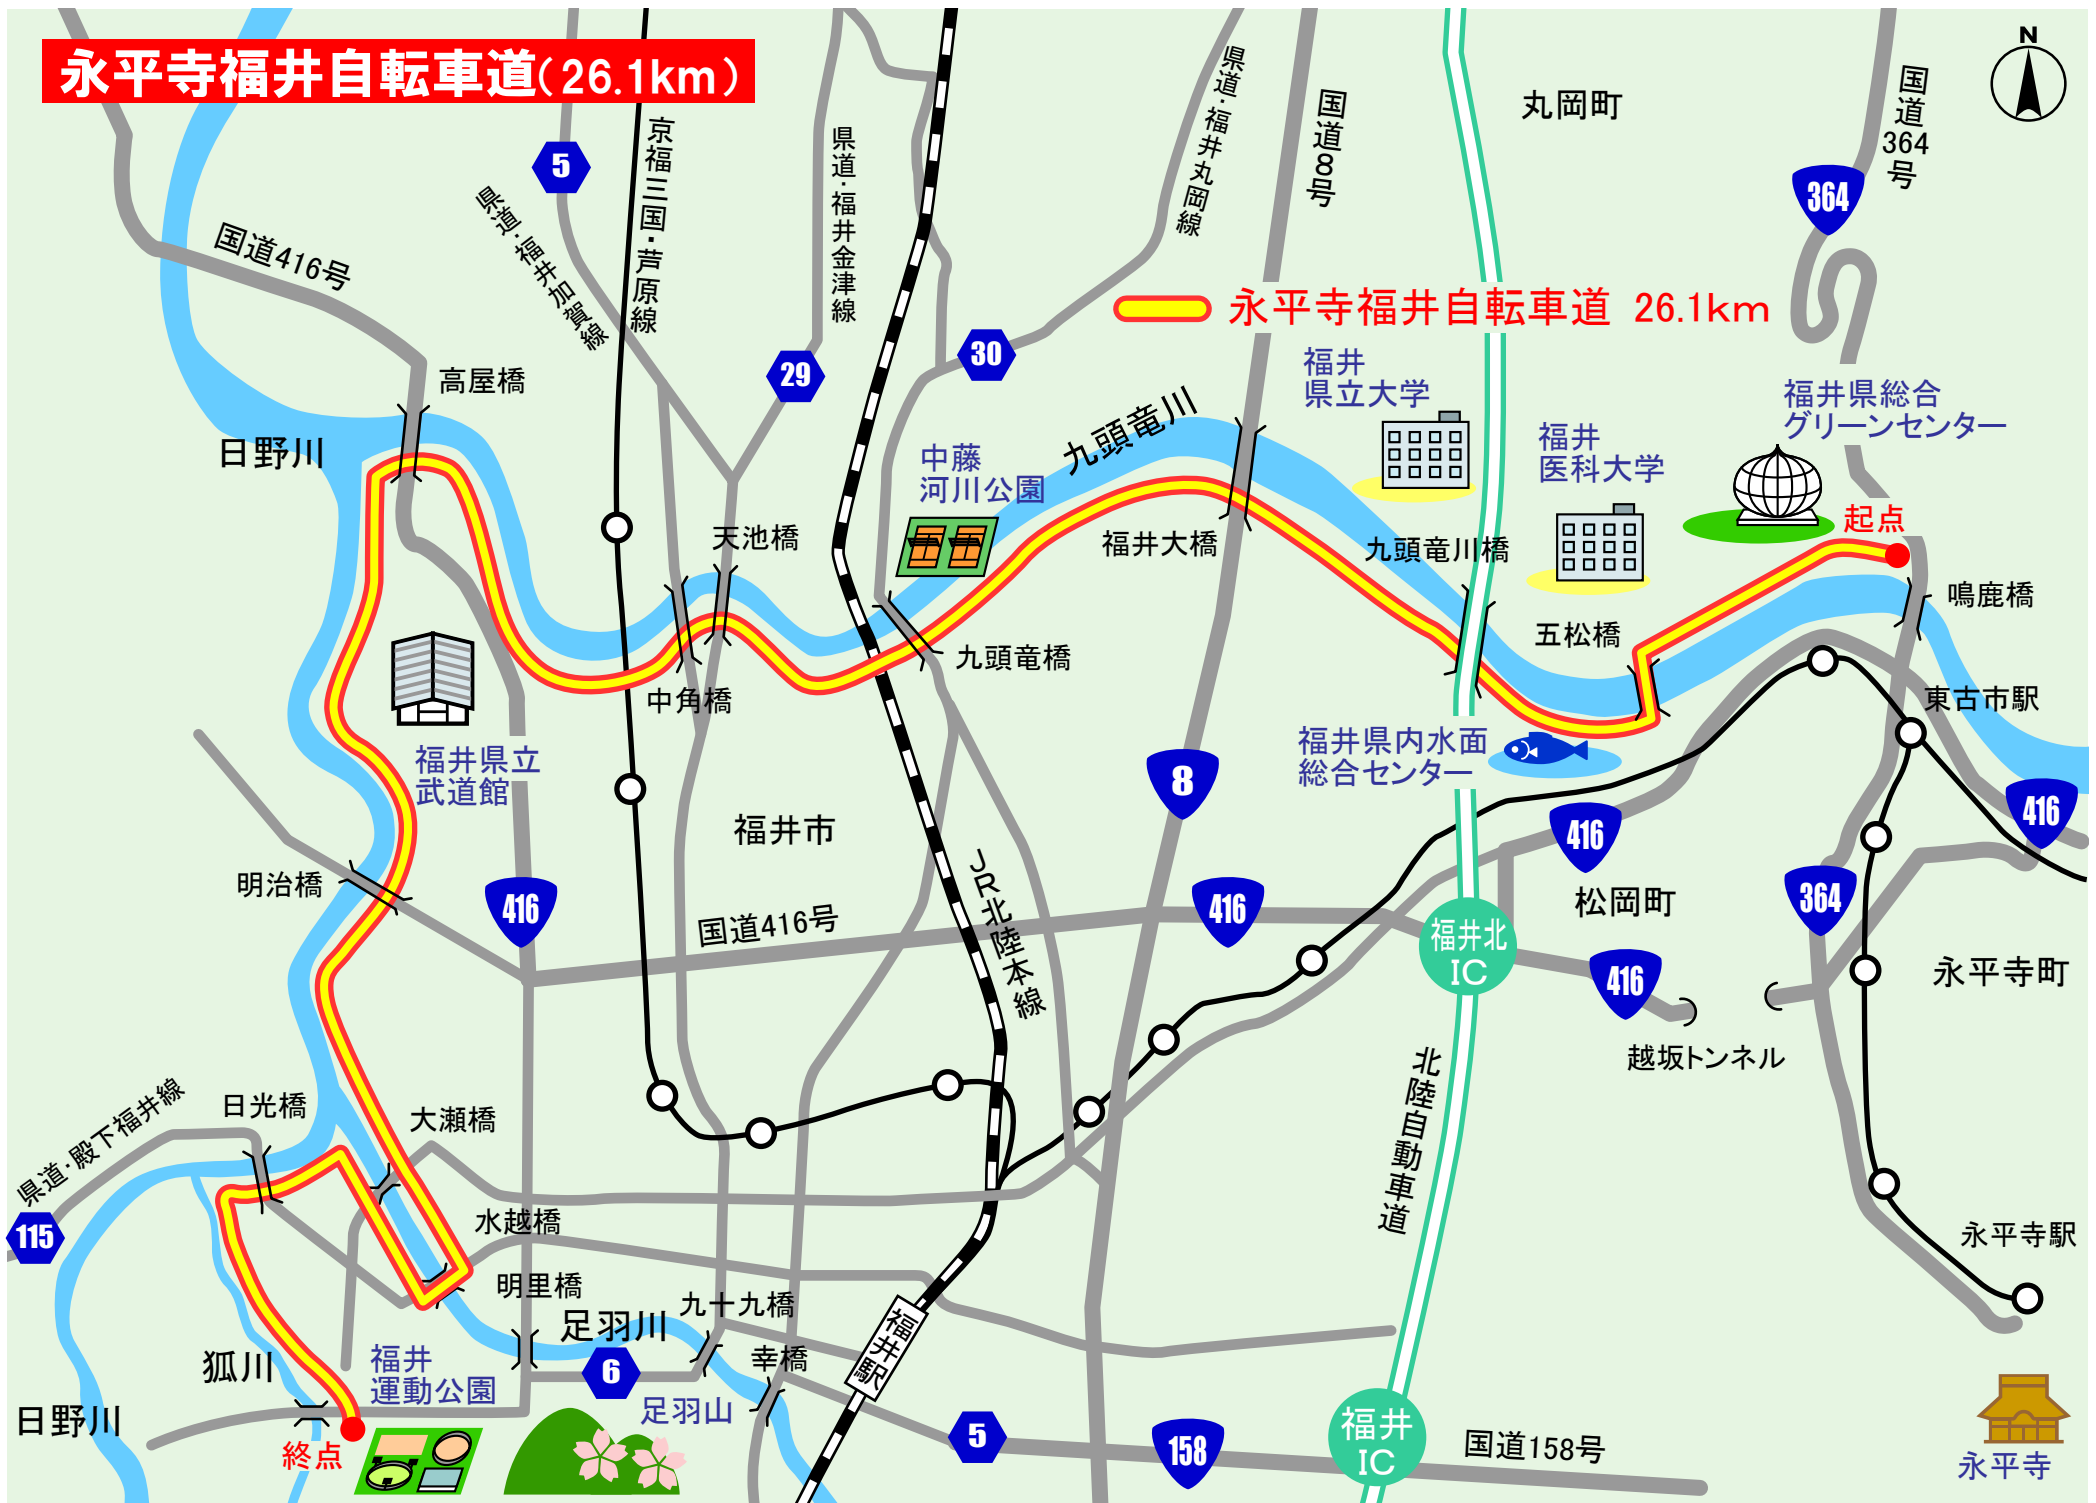 永平寺福井自転車道(26.1km)
N
国道364号
364
丸岡町
国道8号
県道・福井丸岡線
県道・福井金津線
京福三国・芦原線
5
県道・福井加賀線
国道416号
永平寺福井自転車道 26.1km
30
29
高屋橋
日野川
九頭竜川
福井
県立大学
福井県総合
グリーンセンター
福井
医科大学
中藤
河川公園
起点
天池橋
福井大橋
九頭竜川橋
鳴鹿橋
五松橋
九頭竜橋
中角橋
東古市駅
福井県立
武道館
福井県内水面
総合センター
8
416
416
福井市
JR北陸本線
明治橋
416
国道416号
416
松岡町
364
福井北
IC
416
永平寺町
越坂トンネル
北陸自動車道
県道・殿下福井線
日光橋
大瀬橋
115
水越橋
永平寺駅
明里橋
九十九橋
足羽川
福井駅
幸橋
狐川
福井
運動公園
6
足羽山
日野川
終点
5
158
福井
IC
国道158号
永平寺